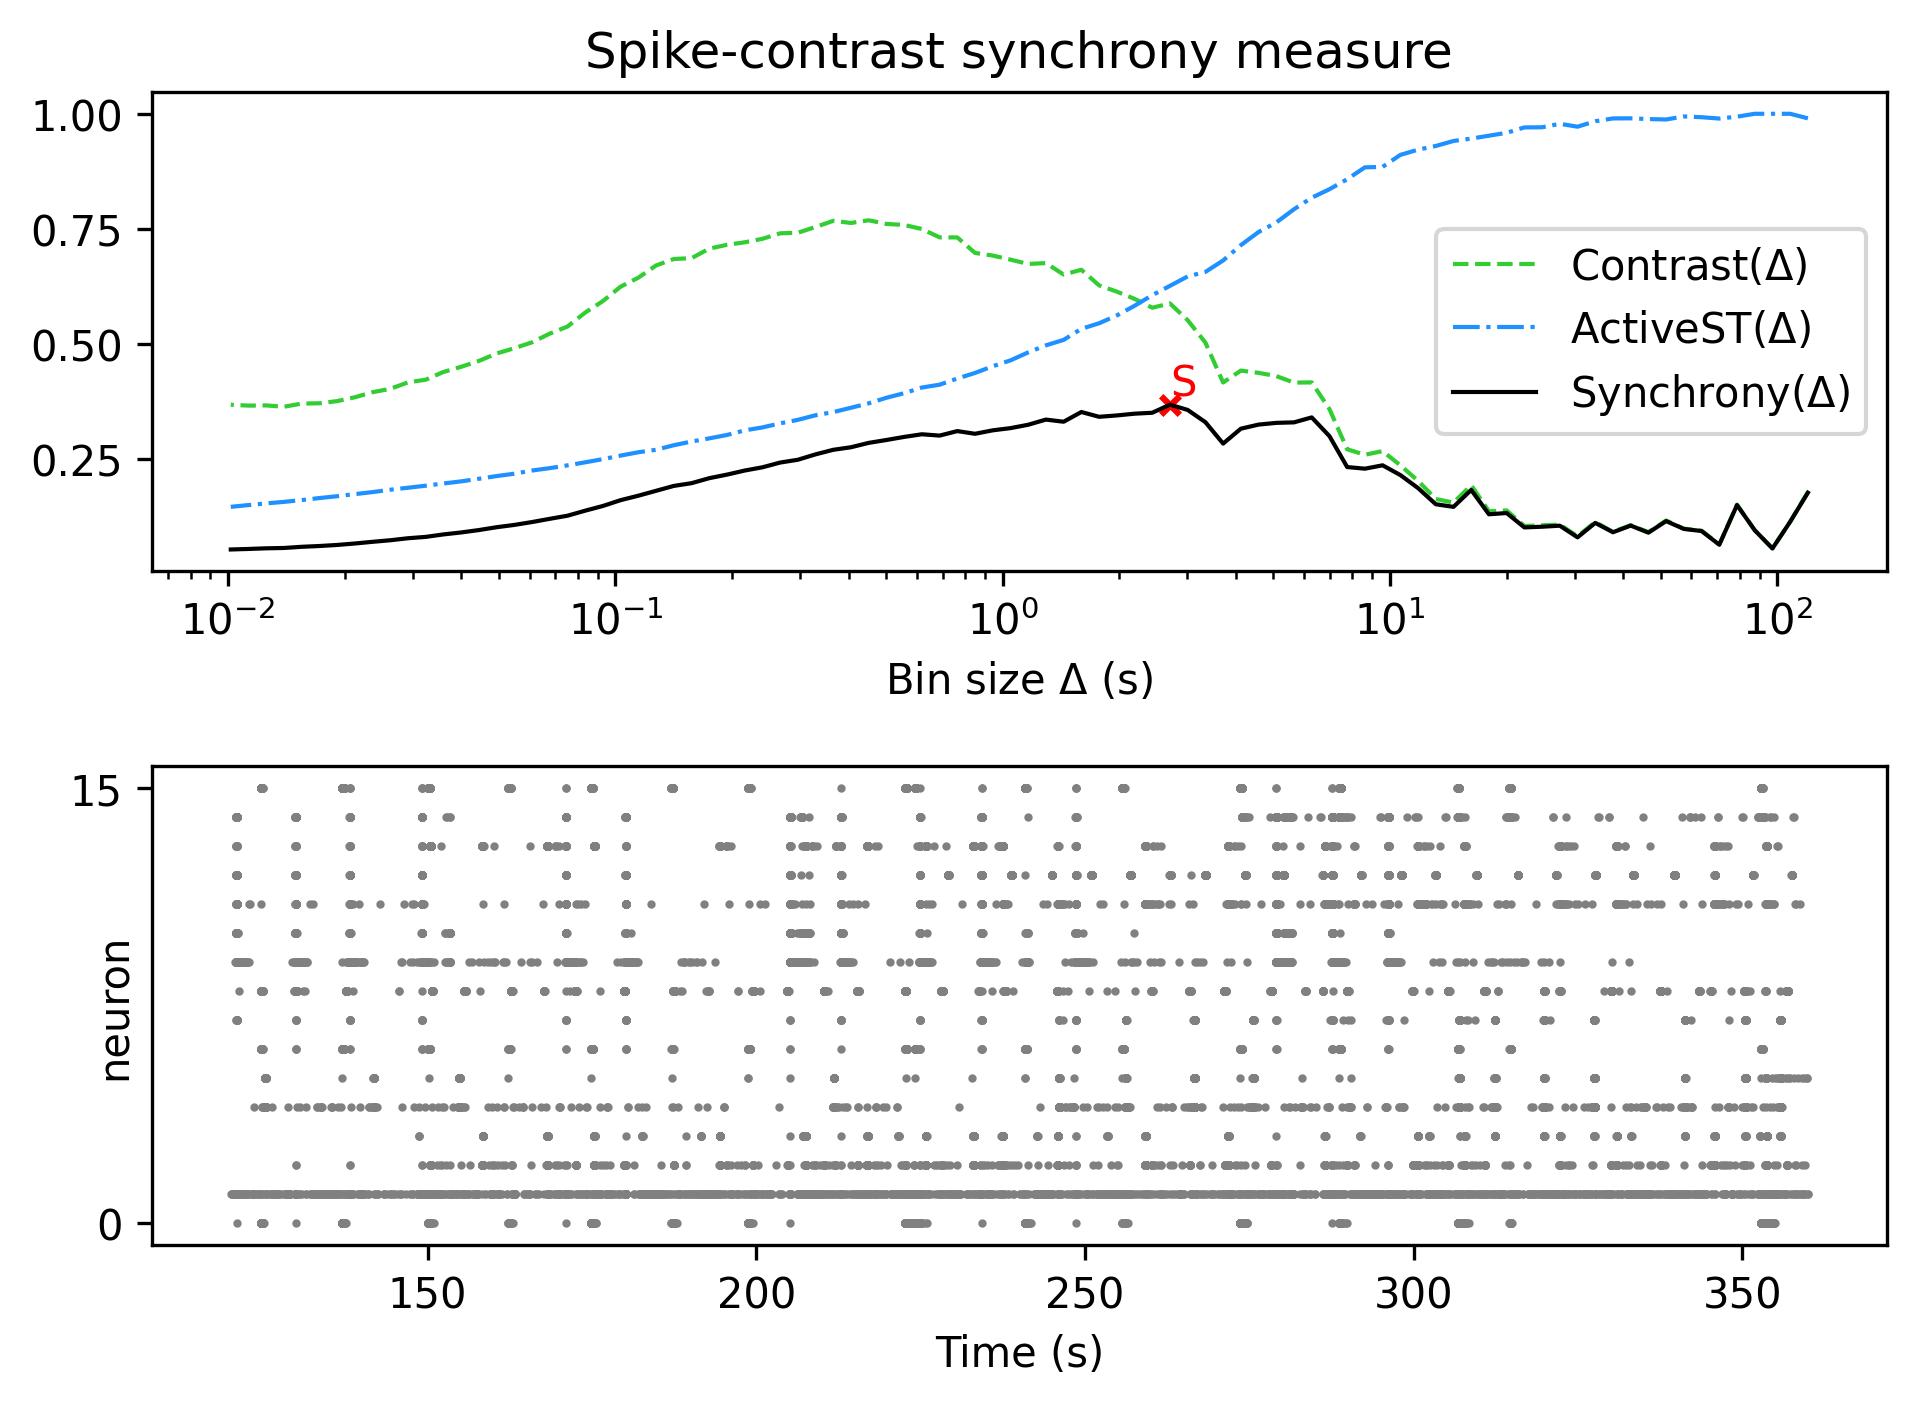 Spike-contrast synchrony measure
1.00
0.75
0.50
0.25
Contrast(Δ)
ActiveST(Δ)
Synchrony(Δ)
S
10⁻² 10⁻¹ 10⁰ 10¹ 10²
Bin size Δ (s)
15
neuron
0
150 200 250 300 350
Time (s)